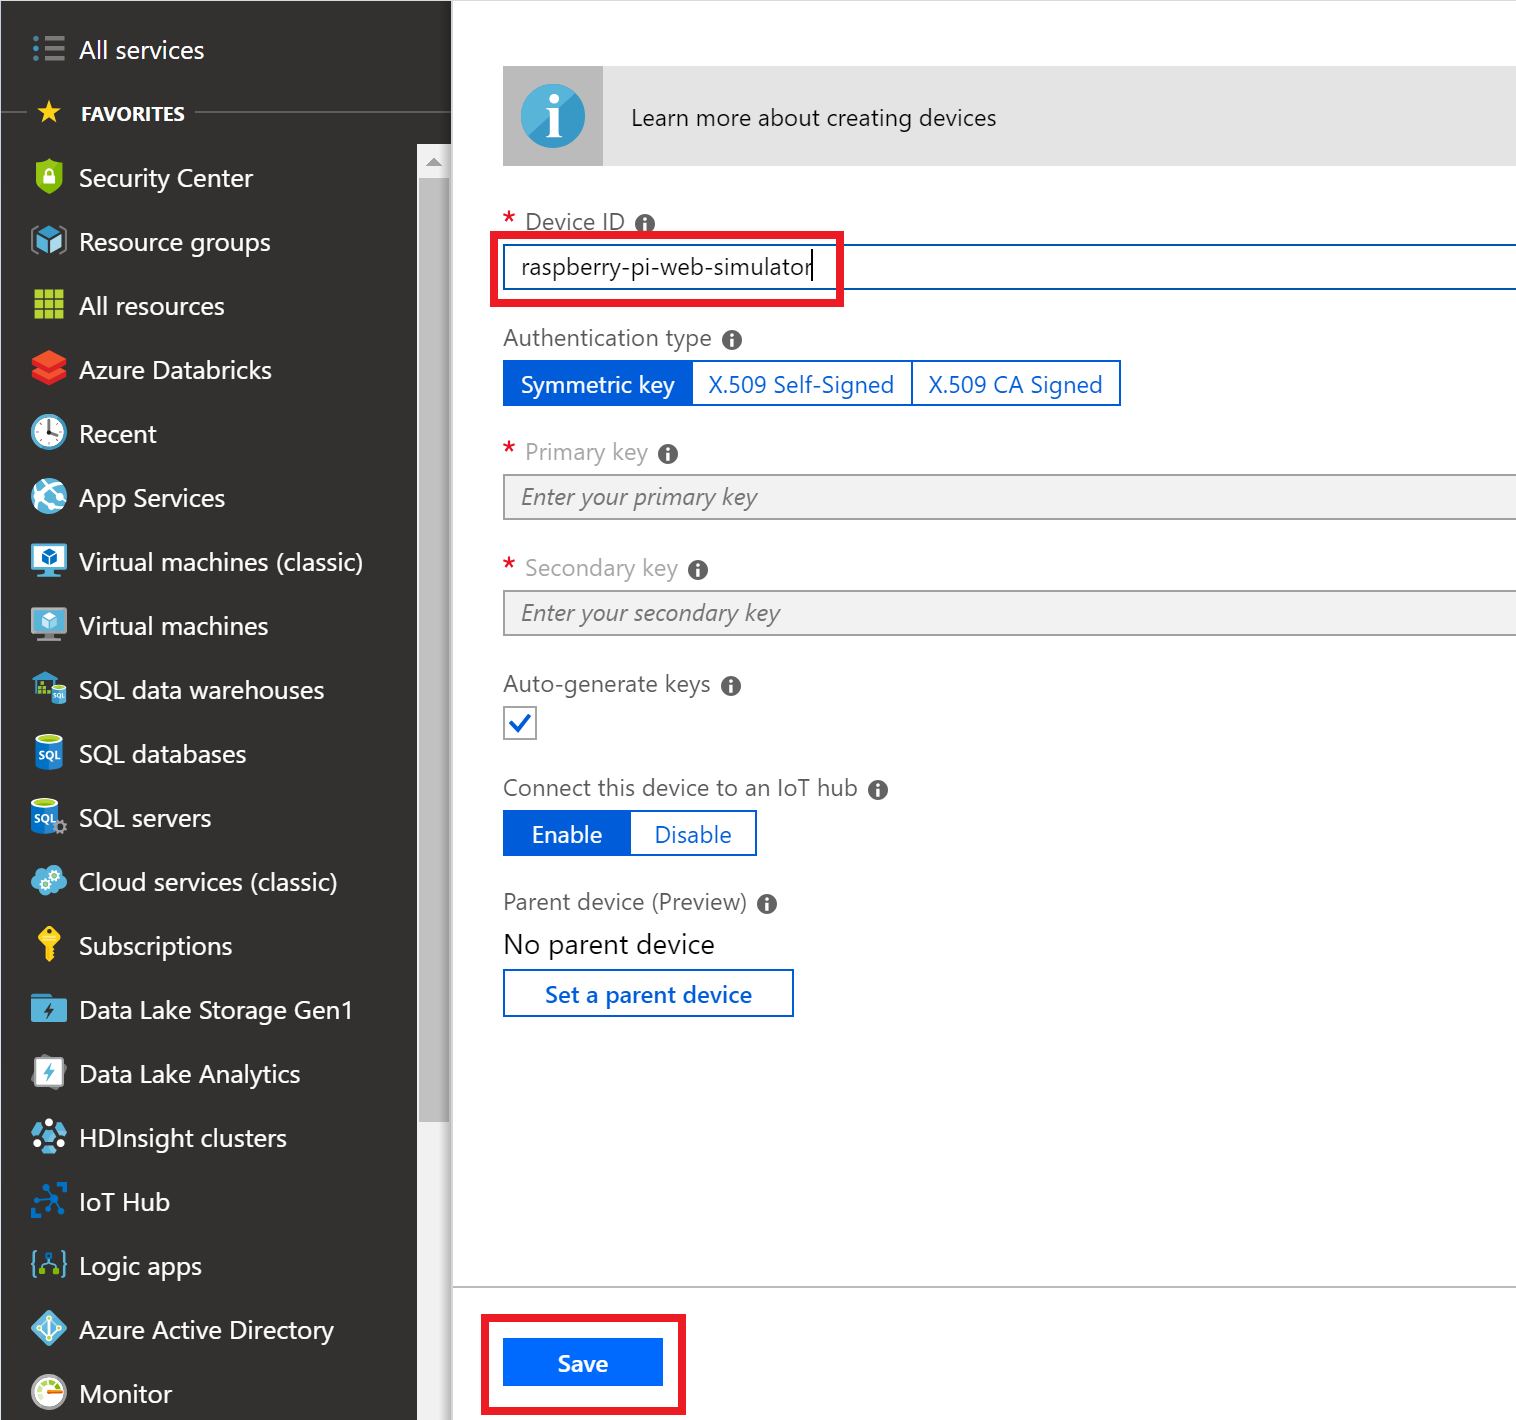 All services
FAVORITES
Security Center
Resource groups
All resources
Azure Databricks
Recent
App Services
Virtual machines (classic)
Virtual machines
SQL data warehouses
SQL databases
SQL servers
Cloud services (classic)
Subscriptions
Data Lake Storage Gen1
Data Lake Analytics
HDInsight clusters
IoT Hub
Logic apps
Azure Active Directory
Monitor
Learn more about creating devices
* Device ID
raspberry-pi-web-simulator
Authentication type
Symmetric key X.509 Self-Signed X.509 CA Signed
* Primary key
Enter your primary key
* Secondary key
Enter your secondary key
Auto-generate keys
Connect this device to an IoT hub
Enable Disable
Parent device (Preview)
No parent device
Set a parent device
Save